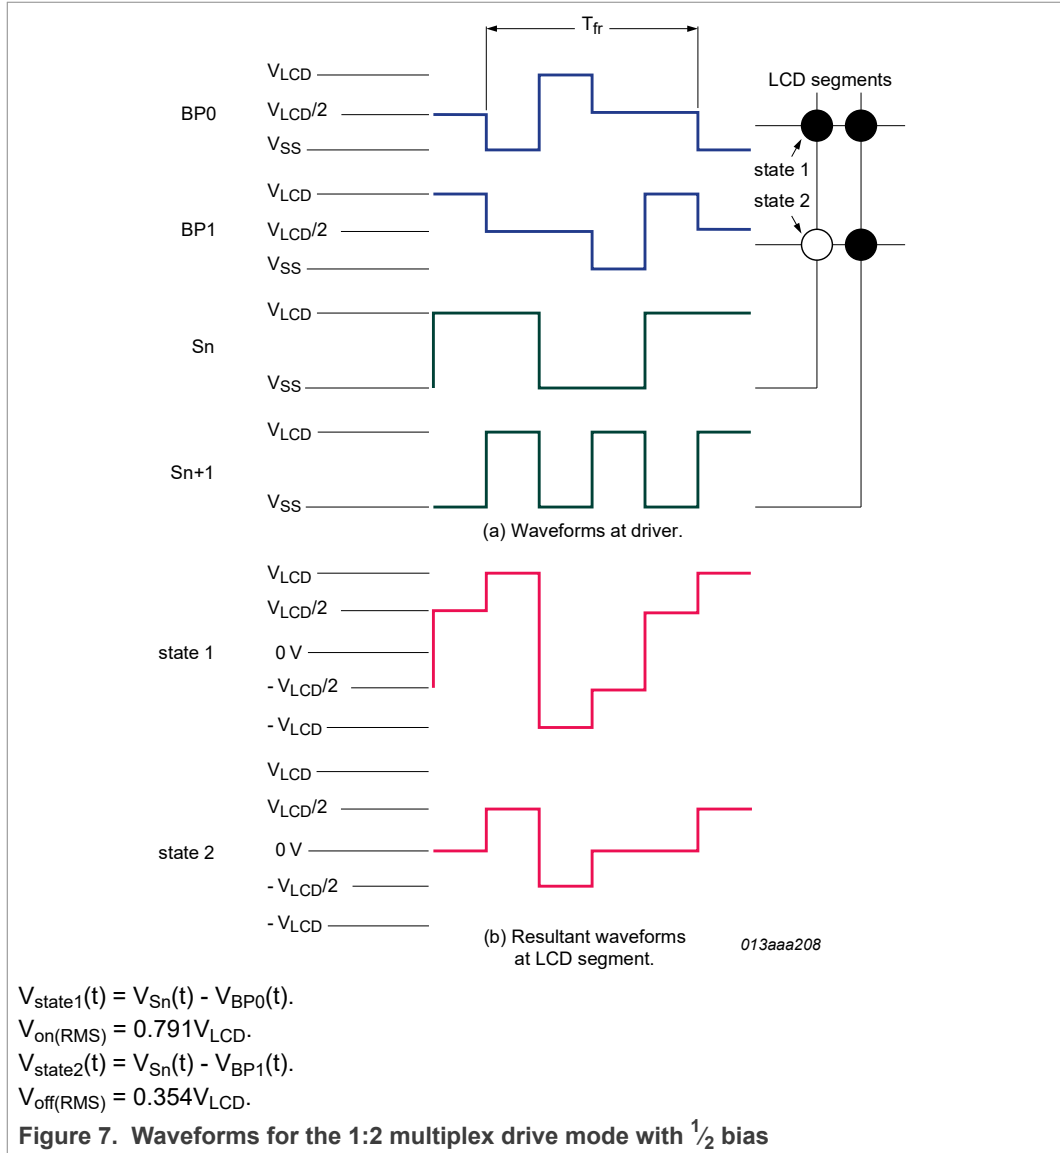 Tfr
VLCD
BP0
VLCD/2
VSS
LCD segments
state 1
state 2
VLCD
BP1
VLCD/2
VSS
VLCD
Sn
VSS
VLCD
Sn+1
VSS
(a) Waveforms at driver.
VLCD
VLCD/2
state 1
0 V
- VLCD/2
- VLCD
VLCD
VLCD/2
state 2
0 V
- VLCD/2
- VLCD
(b) Resultant waveforms
at LCD segment.
013aaa208
Vstate1(t) = VSn(t) - VBP0(t).
Von(RMS) = 0.791VLCD.
Vstate2(t) = VSn(t) - VBP1(t).
Voff(RMS) = 0.354VLCD.
Figure 7. Waveforms for the 1:2 multiplex drive mode with 1/2 bias